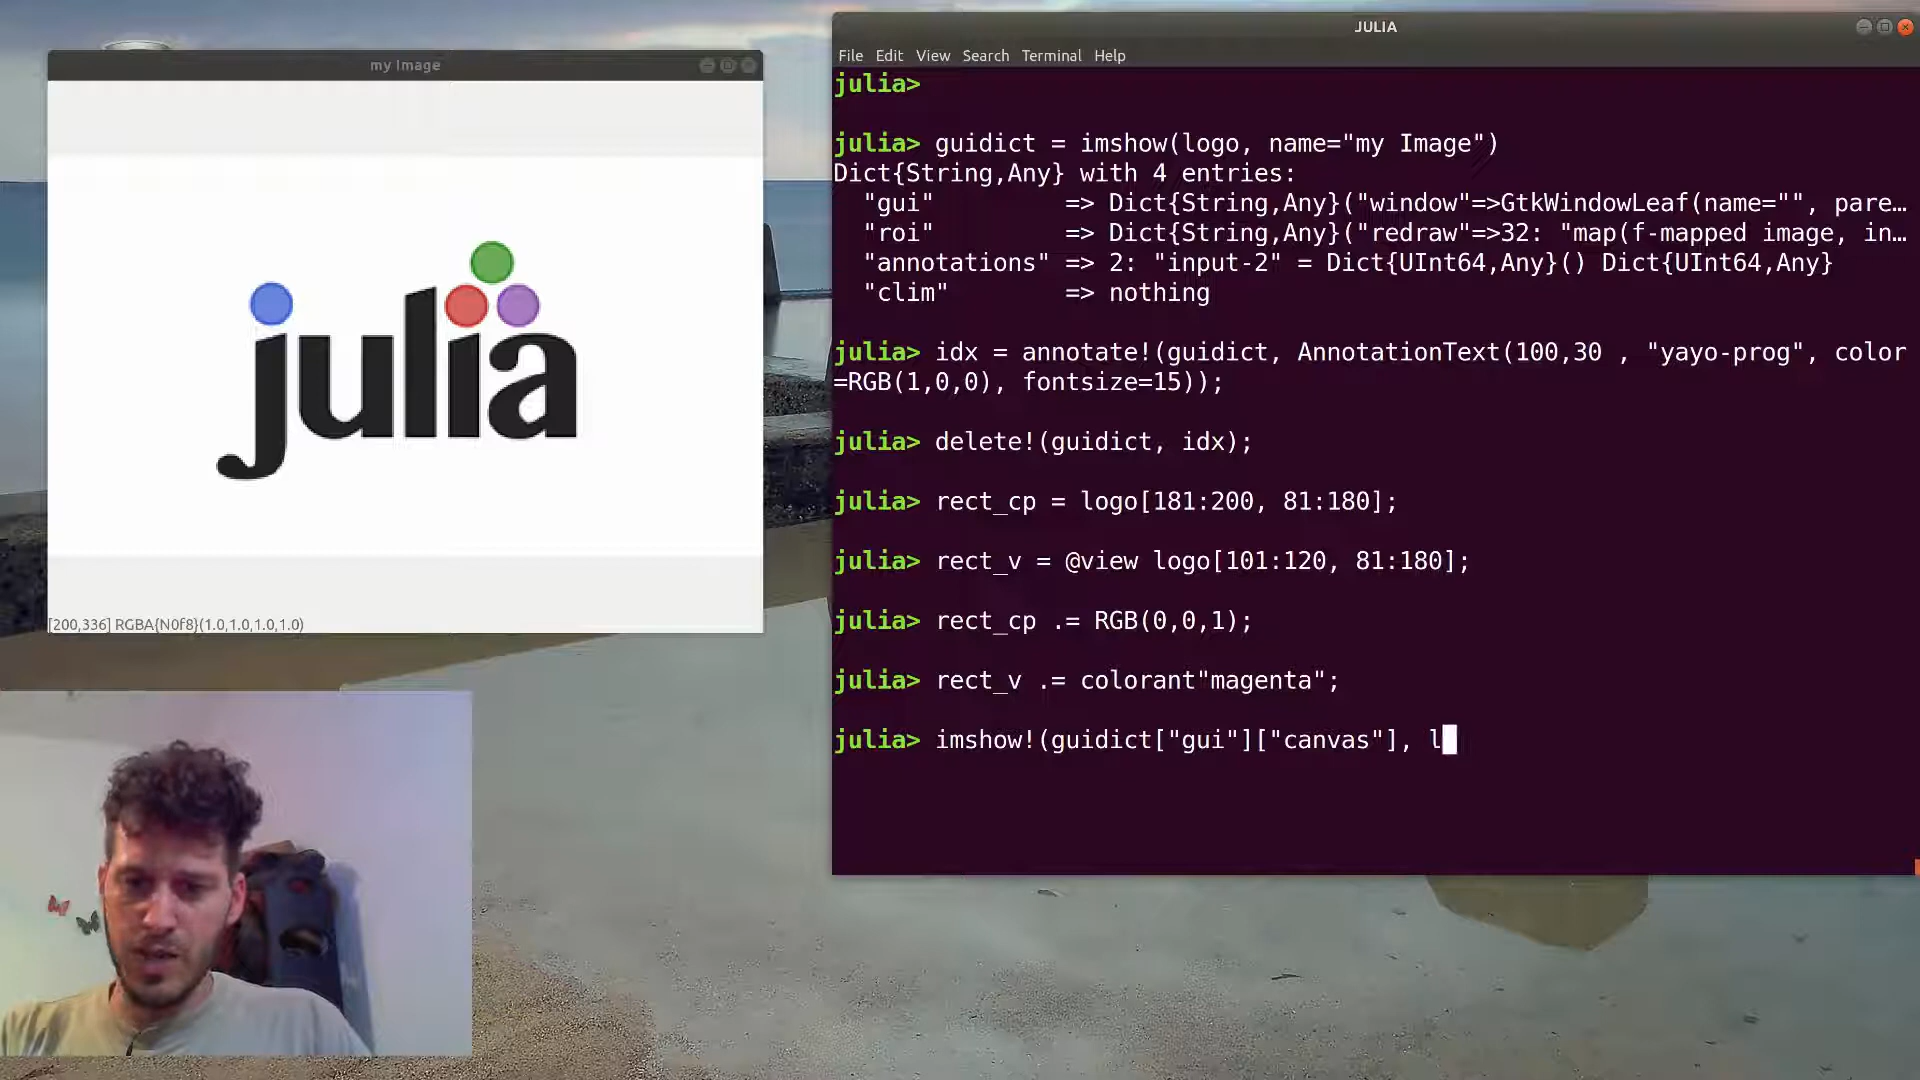 my Image
julia
[200,336] RGBA{N0f8}(1.0,1.0,1.0,1.0)
JULIA
File Edit View Search Terminal Help
julia>
julia> guidict = imshow(logo, name="my Image")
Dict{String,Any} with 4 entries:
"gui" => Dict{String,Any}("window"=>GtkWindowLeaf(name="", pare…
"roi" => Dict{String,Any}("redraw"=>32: "map(f-mapped image, in…
"annotations" => 2: "input-2" = Dict{UInt64,Any}() Dict{UInt64,Any}
"clim" => nothing
julia> idx = annotate!(guidict, AnnotationText(100,30 , "yayo-prog", color
=RGB(1,0,0), fontsize=15));
julia> delete!(guidict, idx);
julia> rect_cp = logo[181:200, 81:180];
julia> rect_v = @view logo[101:120, 81:180];
julia> rect_cp .= RGB(0,0,1);
julia> rect_v .= colorant"magenta";
julia> imshow!(guidict["gui"]["canvas"], l